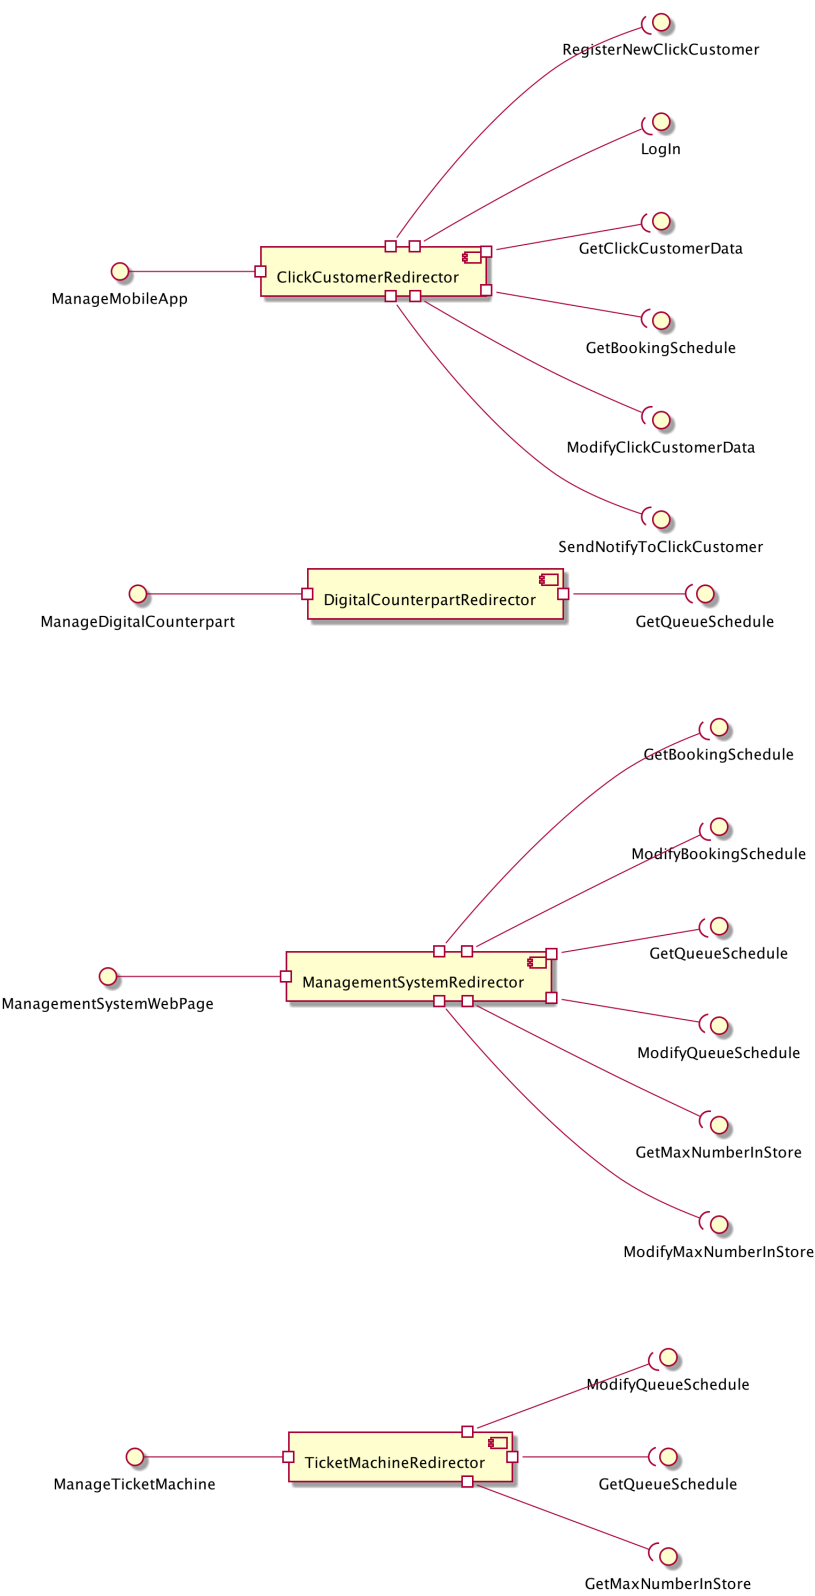 RegisterNewClickCustomer
LogIn
GetClickCustomerData
ClickCustomerRedirector
ManageMobileApp
GetBookingSchedule
ModifyClickCustomerData
SendNotifyToClickCustomer
DigitalCounterpartRedirector
ManageDigitalCounterpart
GetQueueSchedule
GetBookingSchedule
ModifyBookingSchedule
GetQueueSchedule
ManagementSystemRedirector
ManagementSystemWebPage
ModifyQueueSchedule
GetMaxNumberInStore
ModifyMaxNumberInStore
ModifyQueueSchedule
TicketMachineRedirector
ManageTicketMachine
GetQueueSchedule
GetMaxNumberInStore